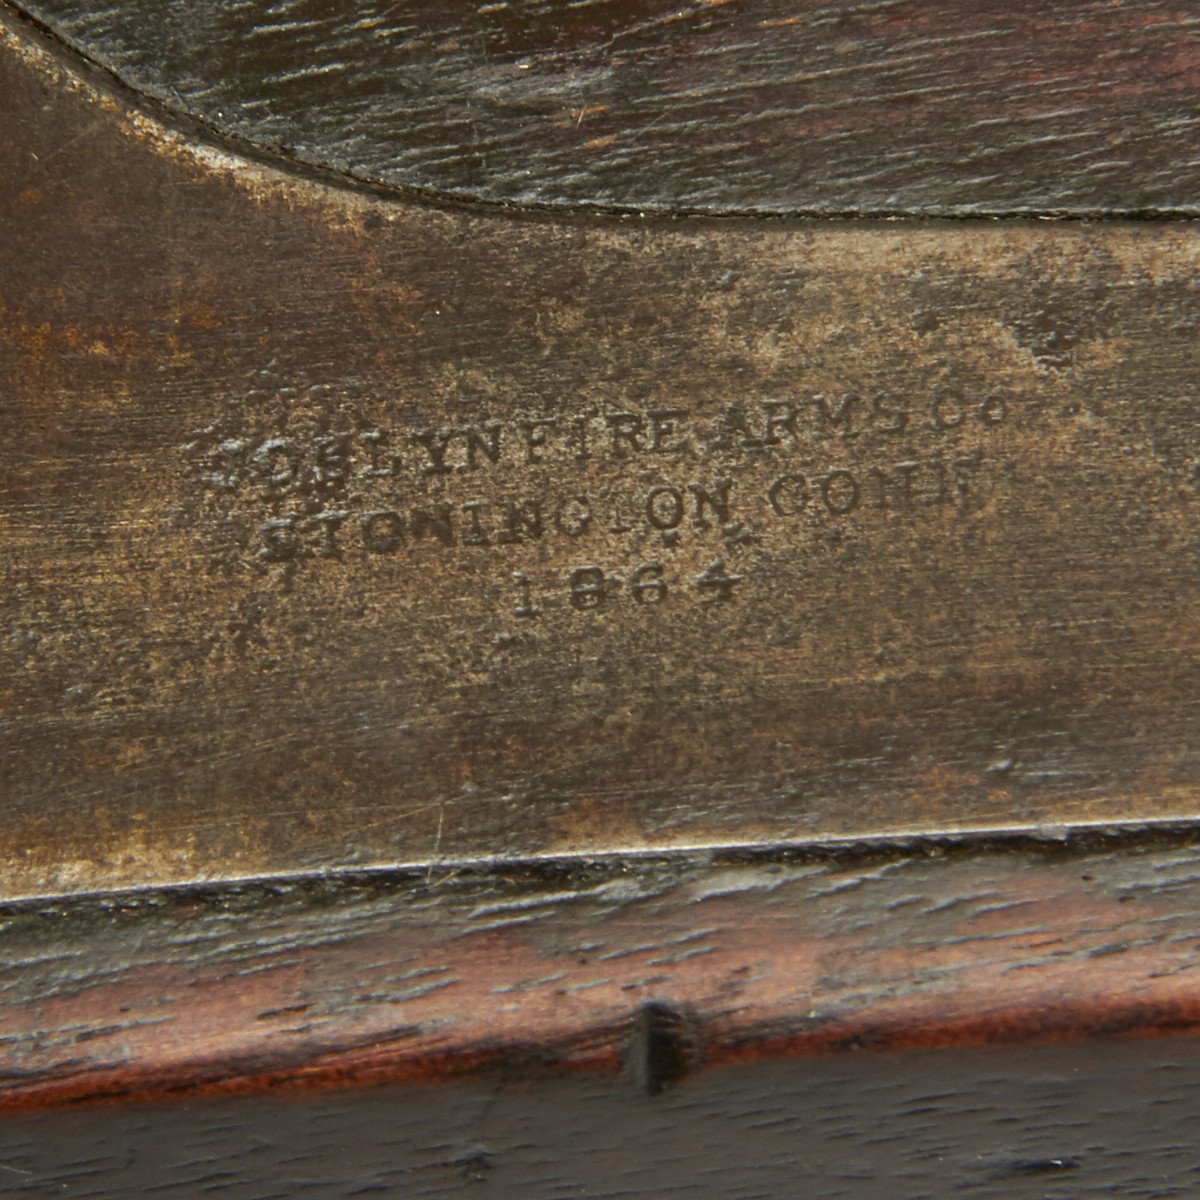 JOSLYN FIRE ARMS Co
STONINGTON CONN
1864